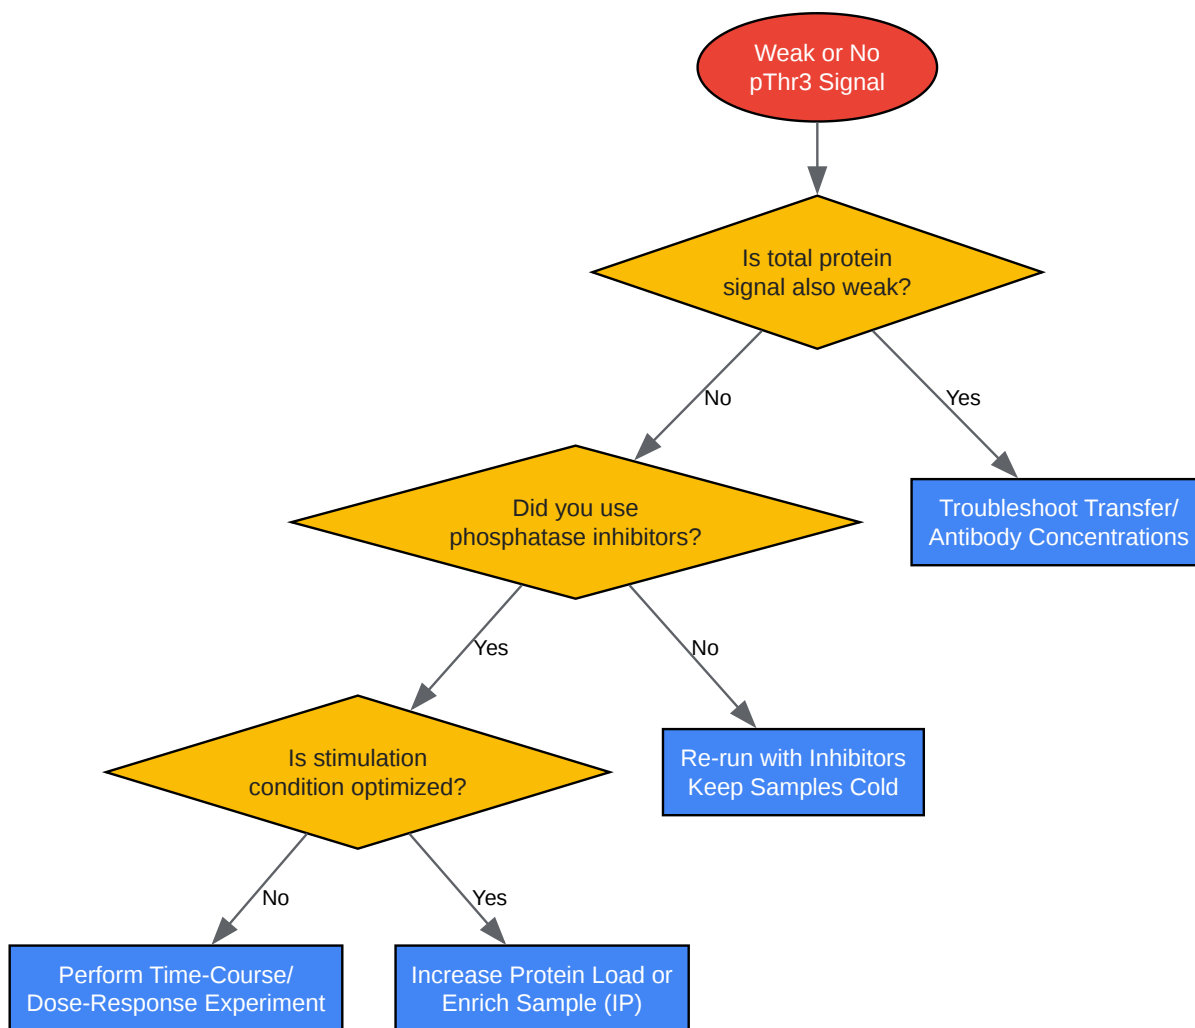 Weak or No
pThr3 Signal
Is total protein
signal also weak?
No
Yes
Did you use
phosphatase inhibitors?
Troubleshoot Transfer/
Antibody Concentrations
Yes
No
Is stimulation
condition optimized?
Re-run with Inhibitors
Keep Samples Cold
No
Yes
Perform Time-Course/
Dose-Response Experiment
Increase Protein Load or
Enrich Sample (IP)